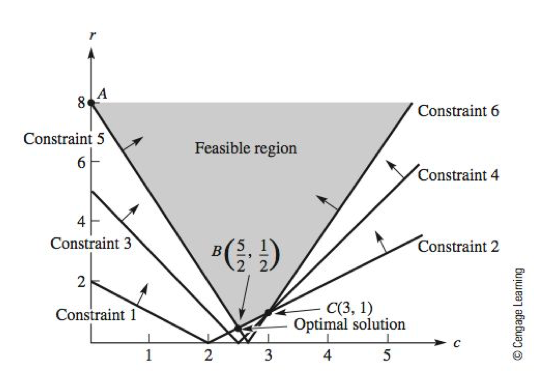 r
A
8
Constraint 5
6
4
Constraint 3
2
Constraint 1
Feasible region
B(5/2, 1/2)
C(3, 1)
Optimal solution
Constraint 6
Constraint 4
Constraint 2
c
1 2 3 4 5
© Cengage Learning